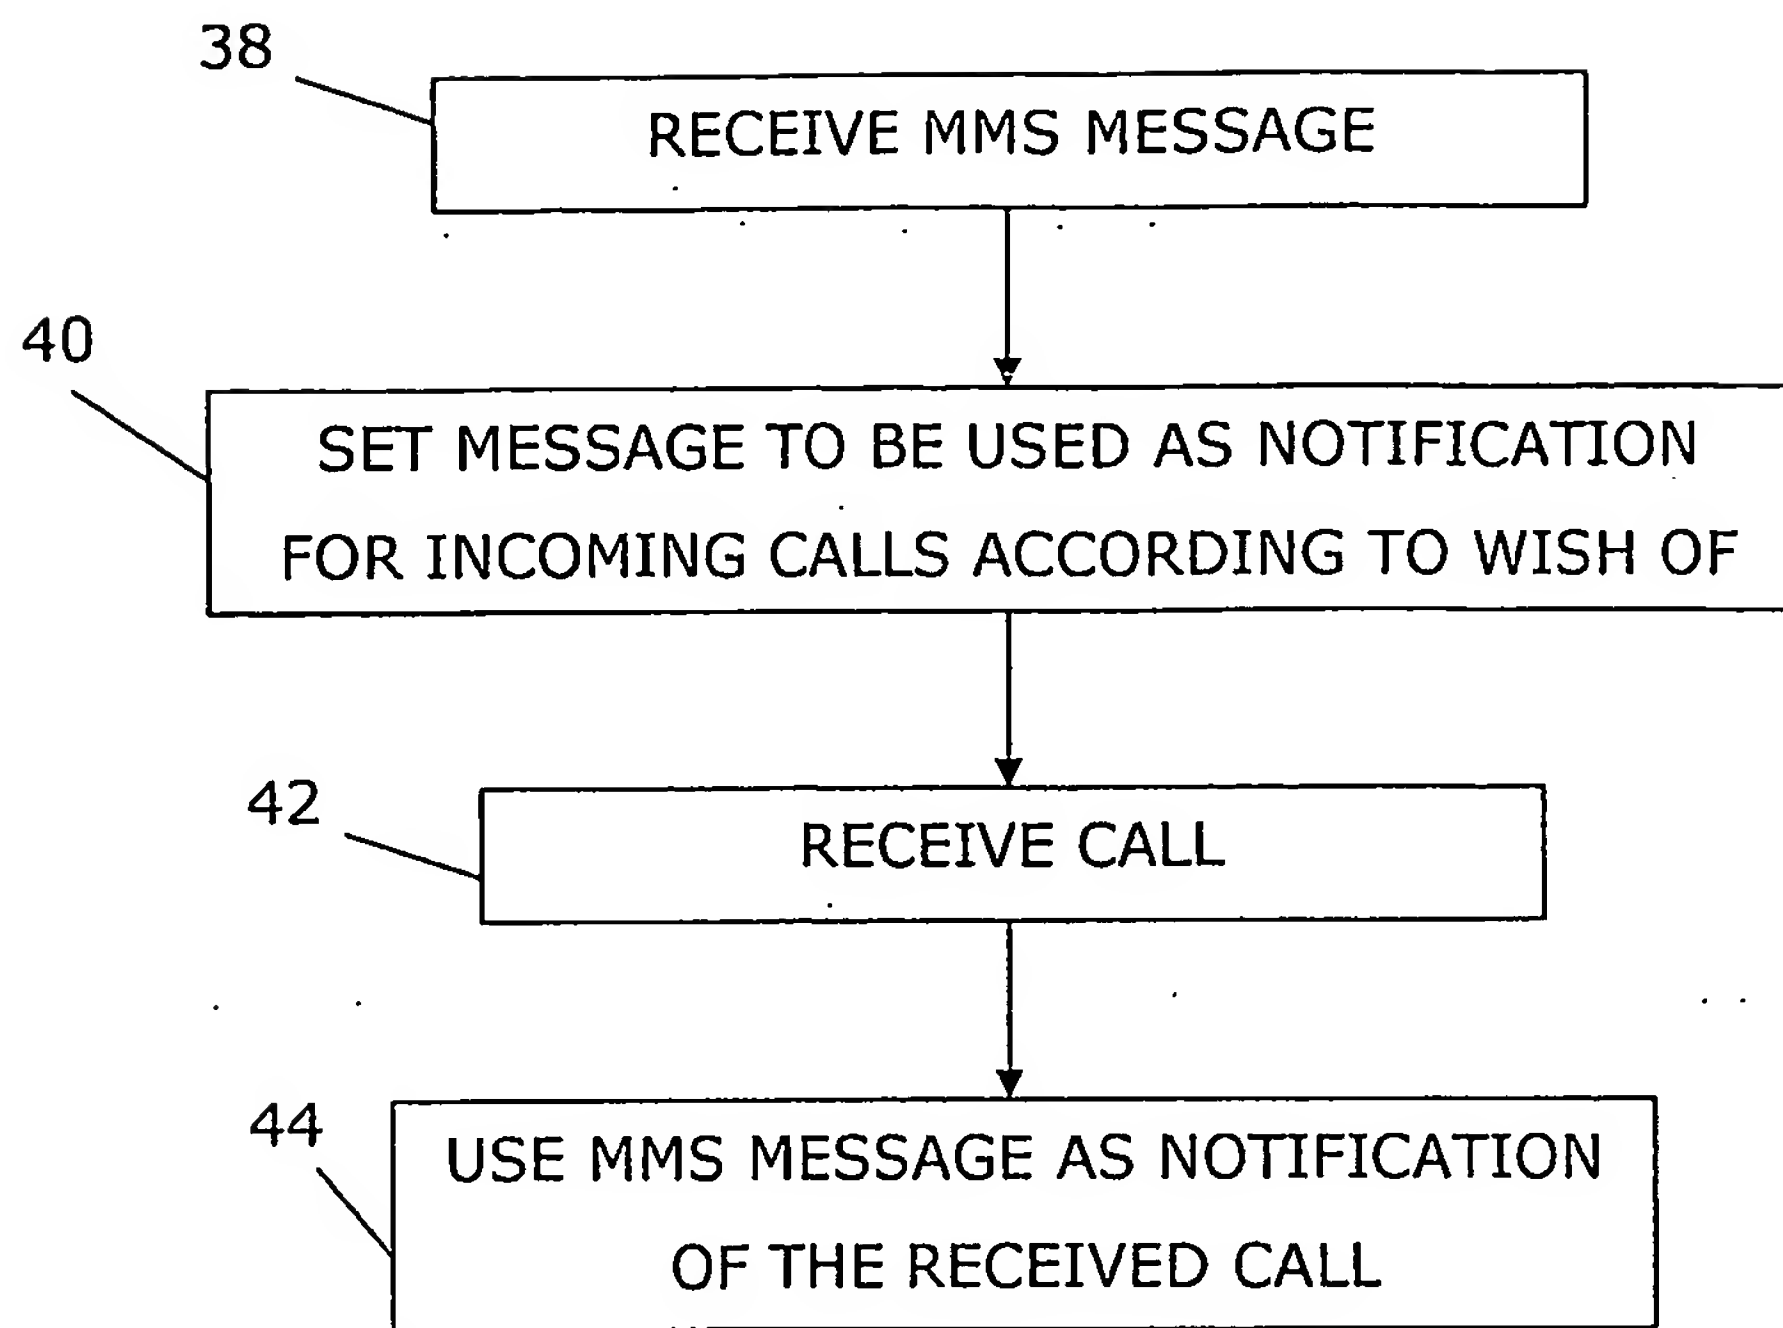 38
RECEIVE MMS MESSAGE
40
SET MESSAGE TO BE USED AS NOTIFICATION
FOR INCOMING CALLS ACCORDING TO WISH OF
42
RECEIVE CALL
44
USE MMS MESSAGE AS NOTIFICATION
OF THE RECEIVED CALL